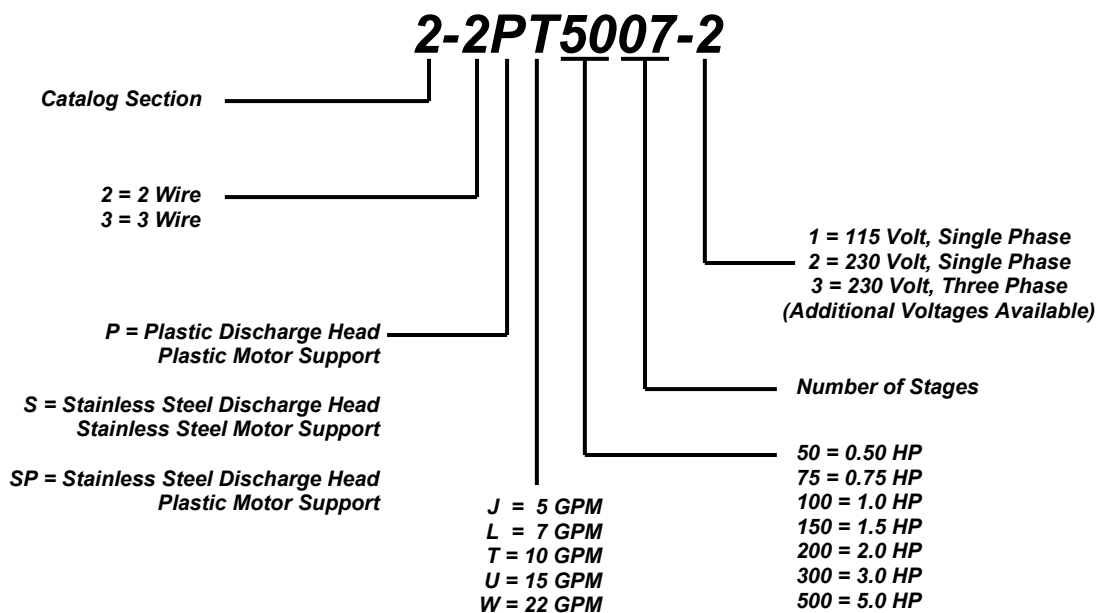 2-2PT5007-2
Catalog Section
2 = 2 Wire
3 = 3 Wire
1 = 115 Volt, Single Phase
2 = 230 Volt, Single Phase
3 = 230 Volt, Three Phase
(Additional Voltages Available)
P = Plastic Discharge Head
Plastic Motor Support
S = Stainless Steel Discharge Head
Stainless Steel Motor Support
SP = Stainless Steel Discharge Head
Plastic Motor Support
J = 5 GPM
L = 7 GPM
T = 10 GPM
U = 15 GPM
W = 22 GPM
Number of Stages
50 = 0.50 HP
75 = 0.75 HP
100 = 1.0 HP
150 = 1.5 HP
200 = 2.0 HP
300 = 3.0 HP
500 = 5.0 HP